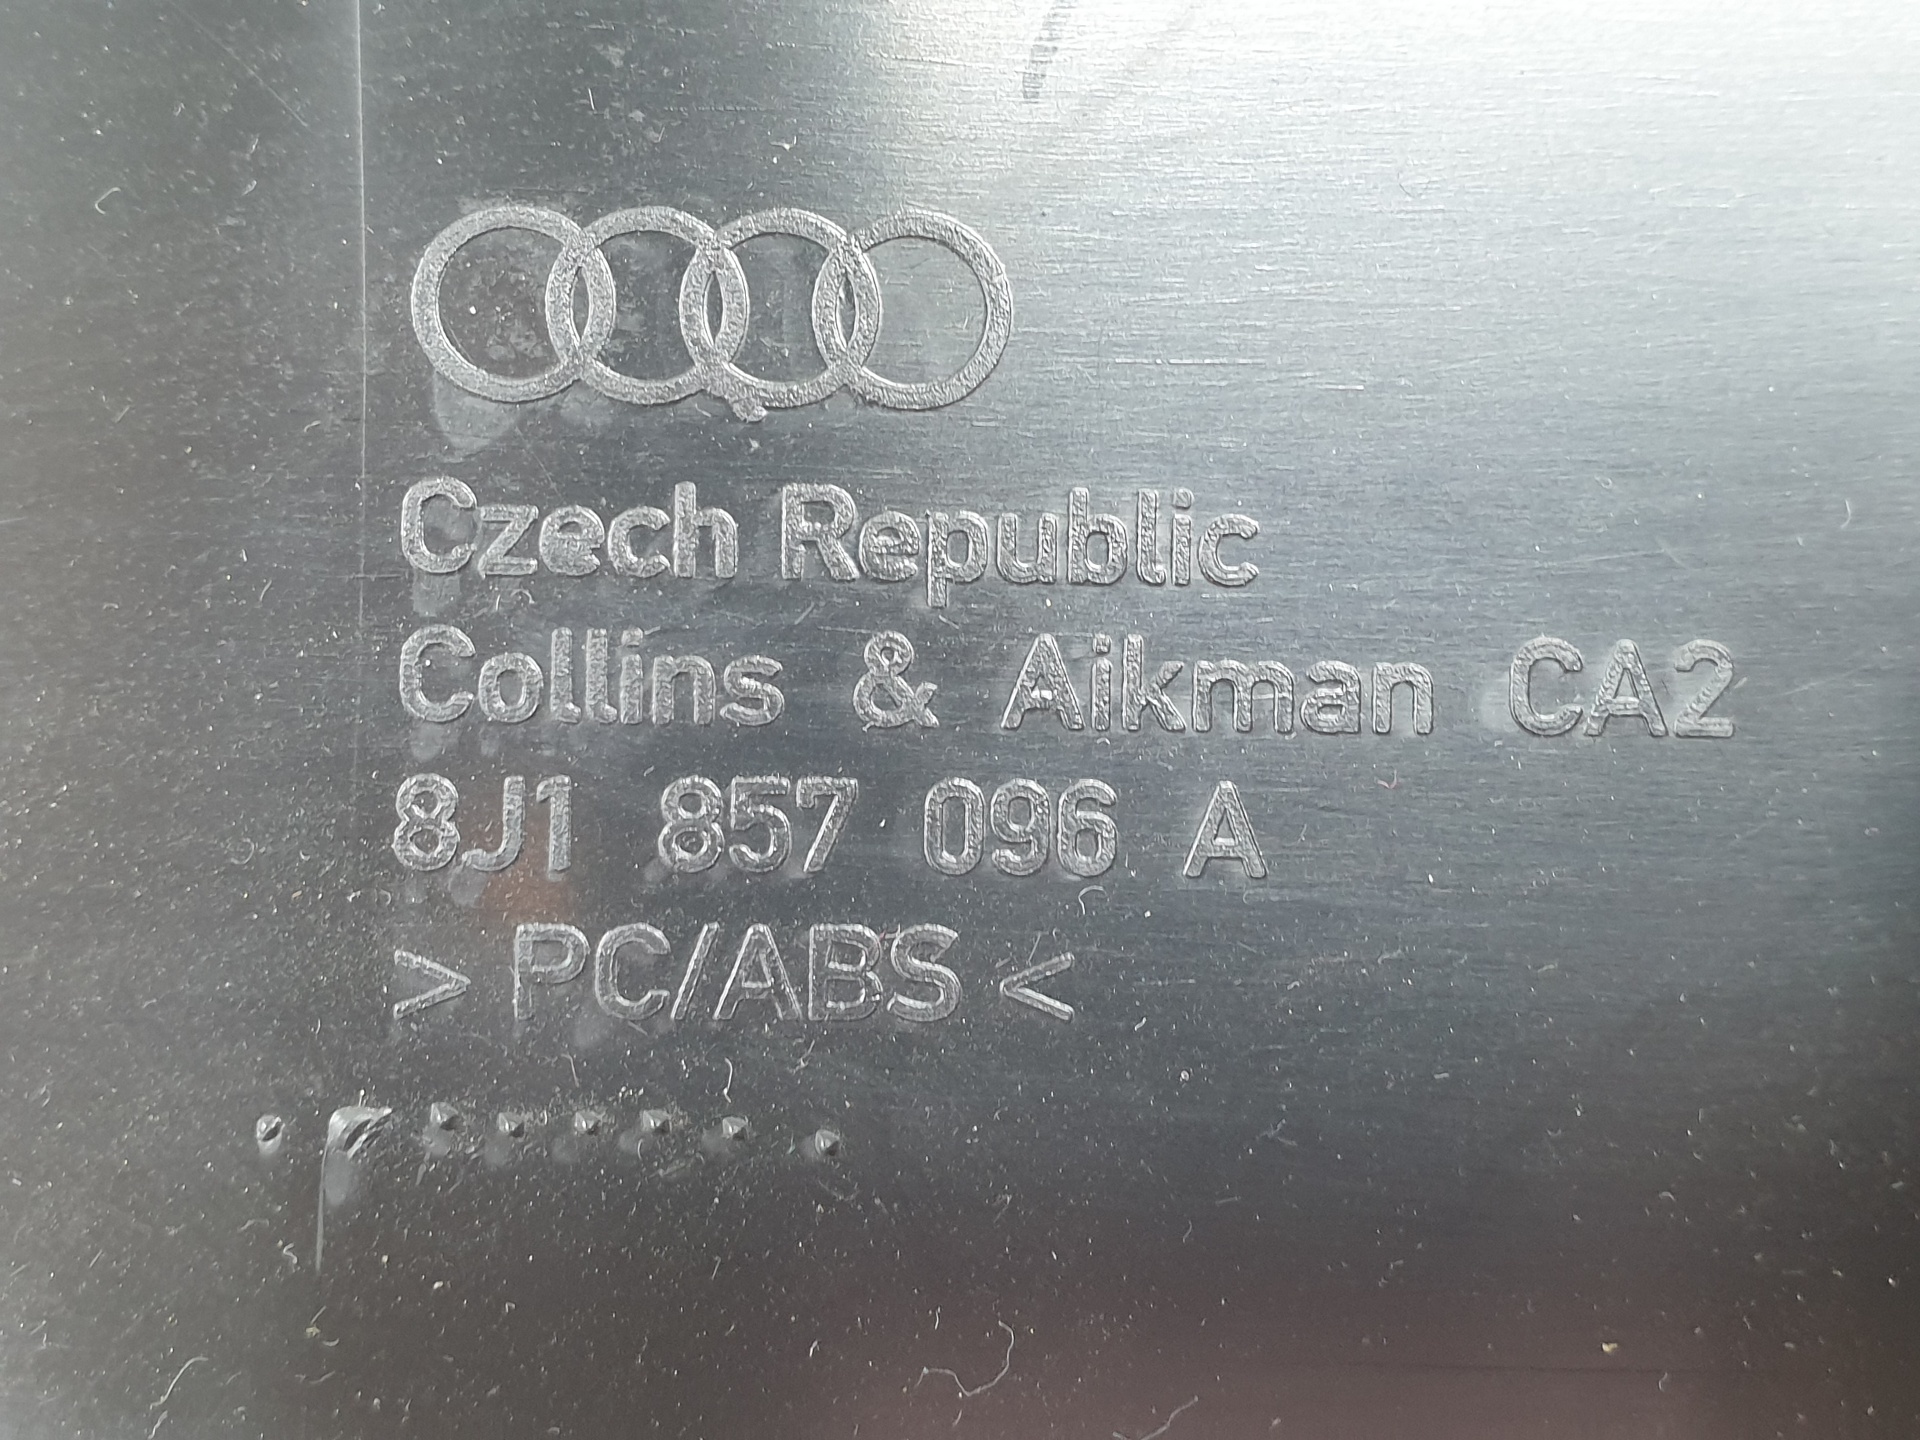 Czech Republic
Collins & Aikman CA2
8J1 857 096 A
> PC/ABS <